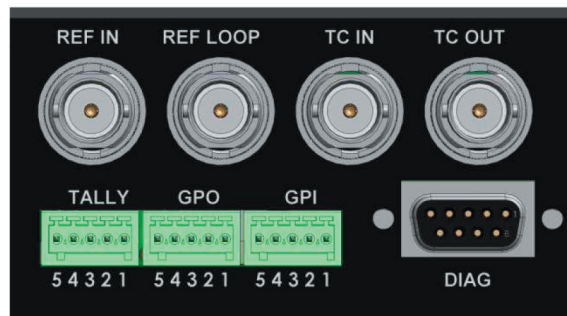 REF IN REF LOOP TC IN TC OUT
TALLY GPO GPI
5 4 3 2 1 5 4 3 2 1 5 4 3 2 1 DIAG